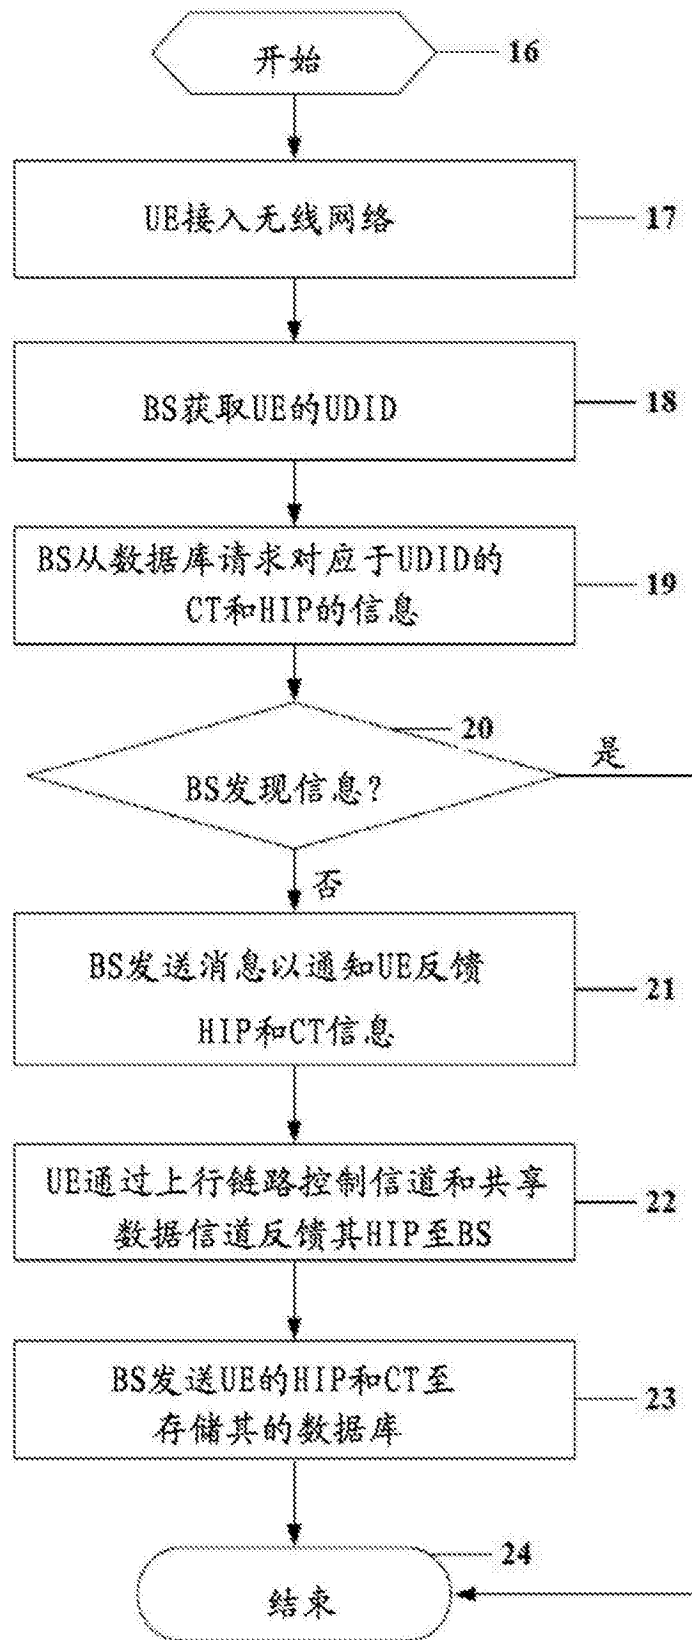 开始
16
UE接入无线网络
17
BS获取UE的UDID
18
BS从数据库请求对应于UDID的
CT和HIP的信息
19
20
BS发现信息?
是
否
BS发送消息以通知UE反馈
HIP和CT信息
21
UE通过上行链路控制信道和共享
数据信道反馈其HIP至BS
22
BS发送UE的HIP和CT至
存储其的数据库
23
24
结束